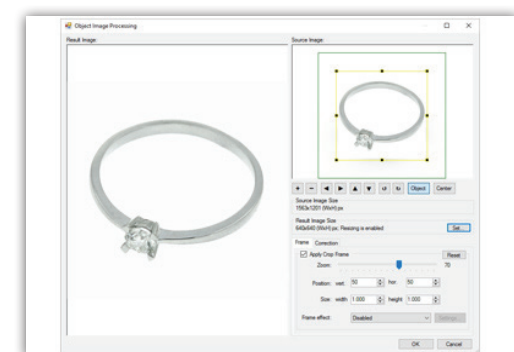 Object Image Processing
Result Image:
Source Image:
Object Center
Source Image Size
1563x1201 (WxH) px
Result Image Size
640x640 (WxH) px; Resizing is enabled
Set...
Frame Correction
Apply Crop Frame
Reset
Zoom:
70
Position: vert. 50 hor. 50
Size: width 1.000 height 1.000
Frame effect: Disabled Settings...
OK Cancel